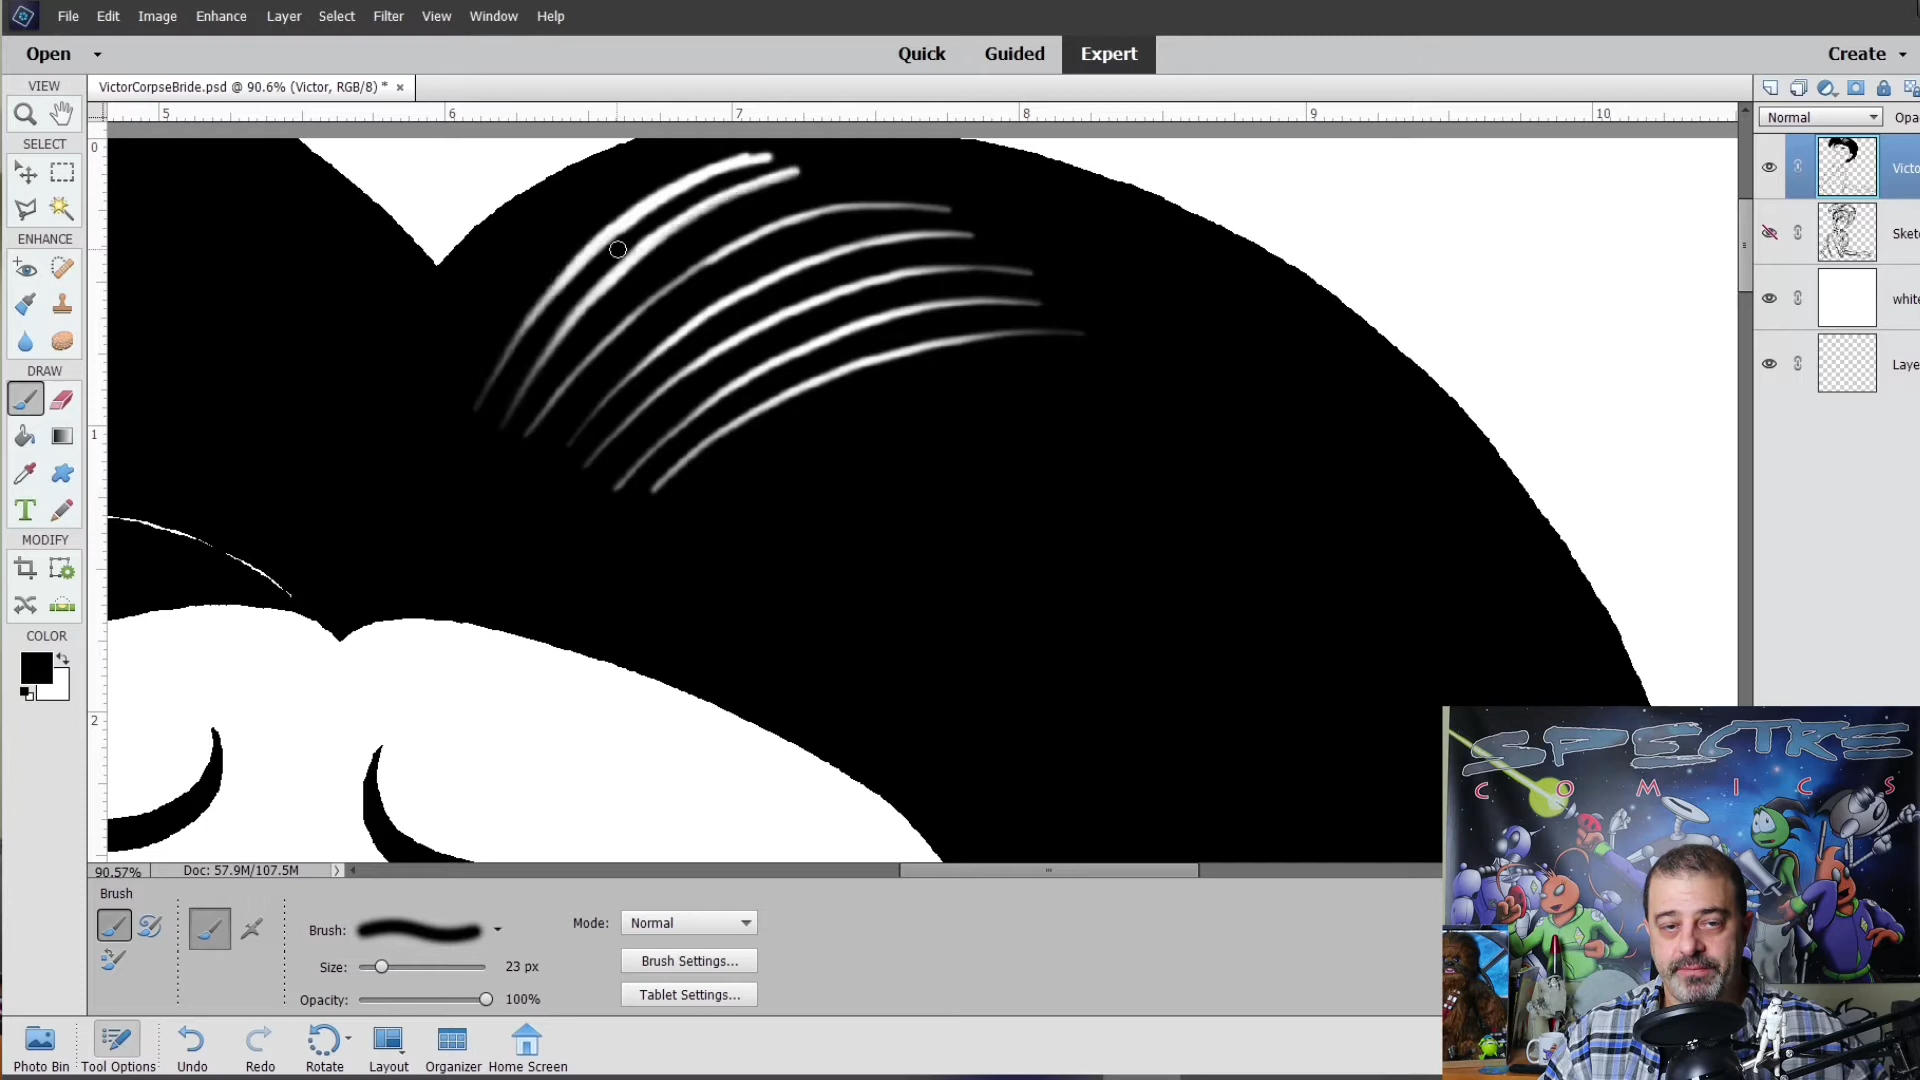 File Edit Image Enhance Layer Select Filter View Window Help
Open Quick Guided Expert Create
VIEW
VictorCorpseBride.psd @ 90.6% (Victor, RGB/8) * ×
5 6 7 8 9 10
Normal Opa
0
SELECT
Victo
Sket
ENHANCE
white
DRAW
Laye
1
T
MODIFY
COLOR
2
SPECTRE
COMICS
90.57% Doc: 57.9M/107.5M
Brush
Brush: Mode: Normal
Brush Settings...
Size: 23 px
Opacity: 100% Tablet Settings...
Photo Bin Tool Options Undo Redo Rotate Layout Organizer Home Screen